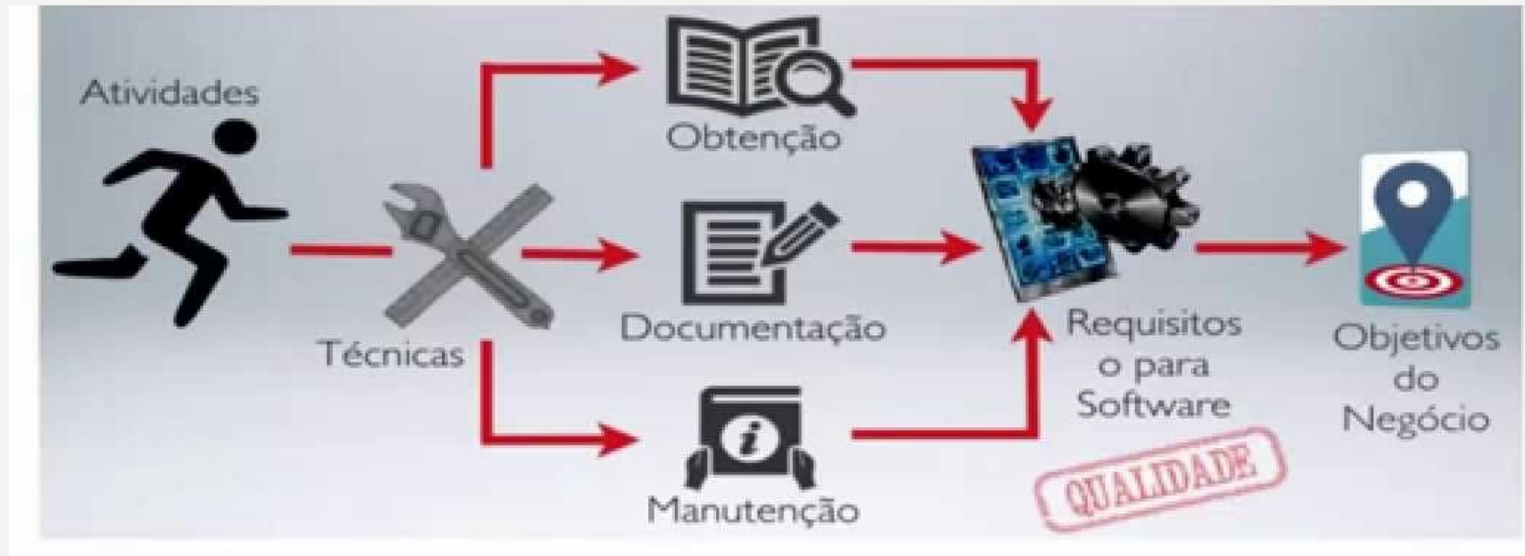 Atividades
Técnicas
Obtenção
Documentação
Manutenção
Requisitos
o para
Software
QUALIDADE
Objetivos
do
Negócio